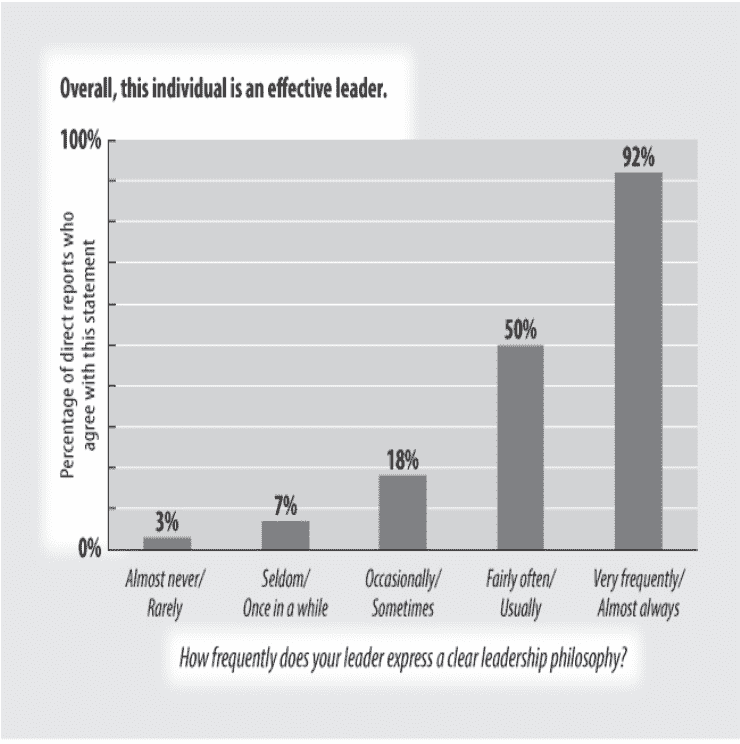 Overall, this individual is an effective leader.
100%
0%
Percentage of direct reports who
agree with this statement
3%
7%
18%
50%
92%
Almost never/
Rarely
Seldom/
Once in a while
Occasionally/
Sometimes
Fairly often/
Usually
Very frequently/
Almost always
How frequently does your leader express a clear leadership philosophy?